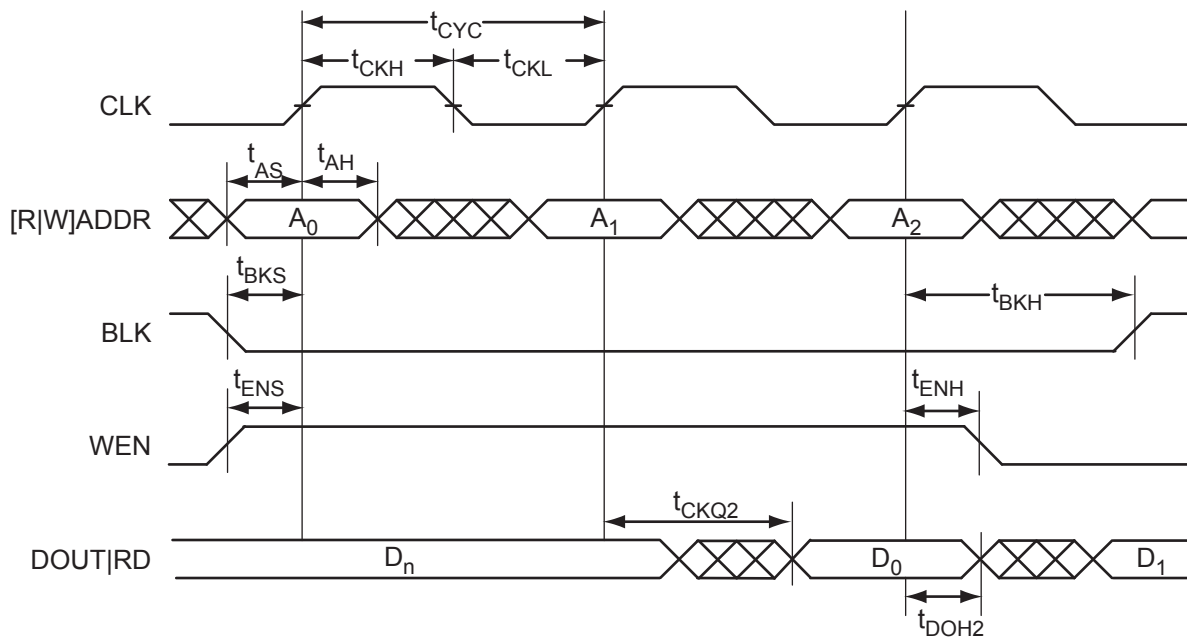 tCYC
tCKH
tCKL
CLK
tAS
tAH
[R|W]ADDR
A0
A1
A2
tBKS
tBKH
BLK
tENS
tENH
WEN
tCKQ2
DOUT|RD
Dn
D0
D1
tDOH2